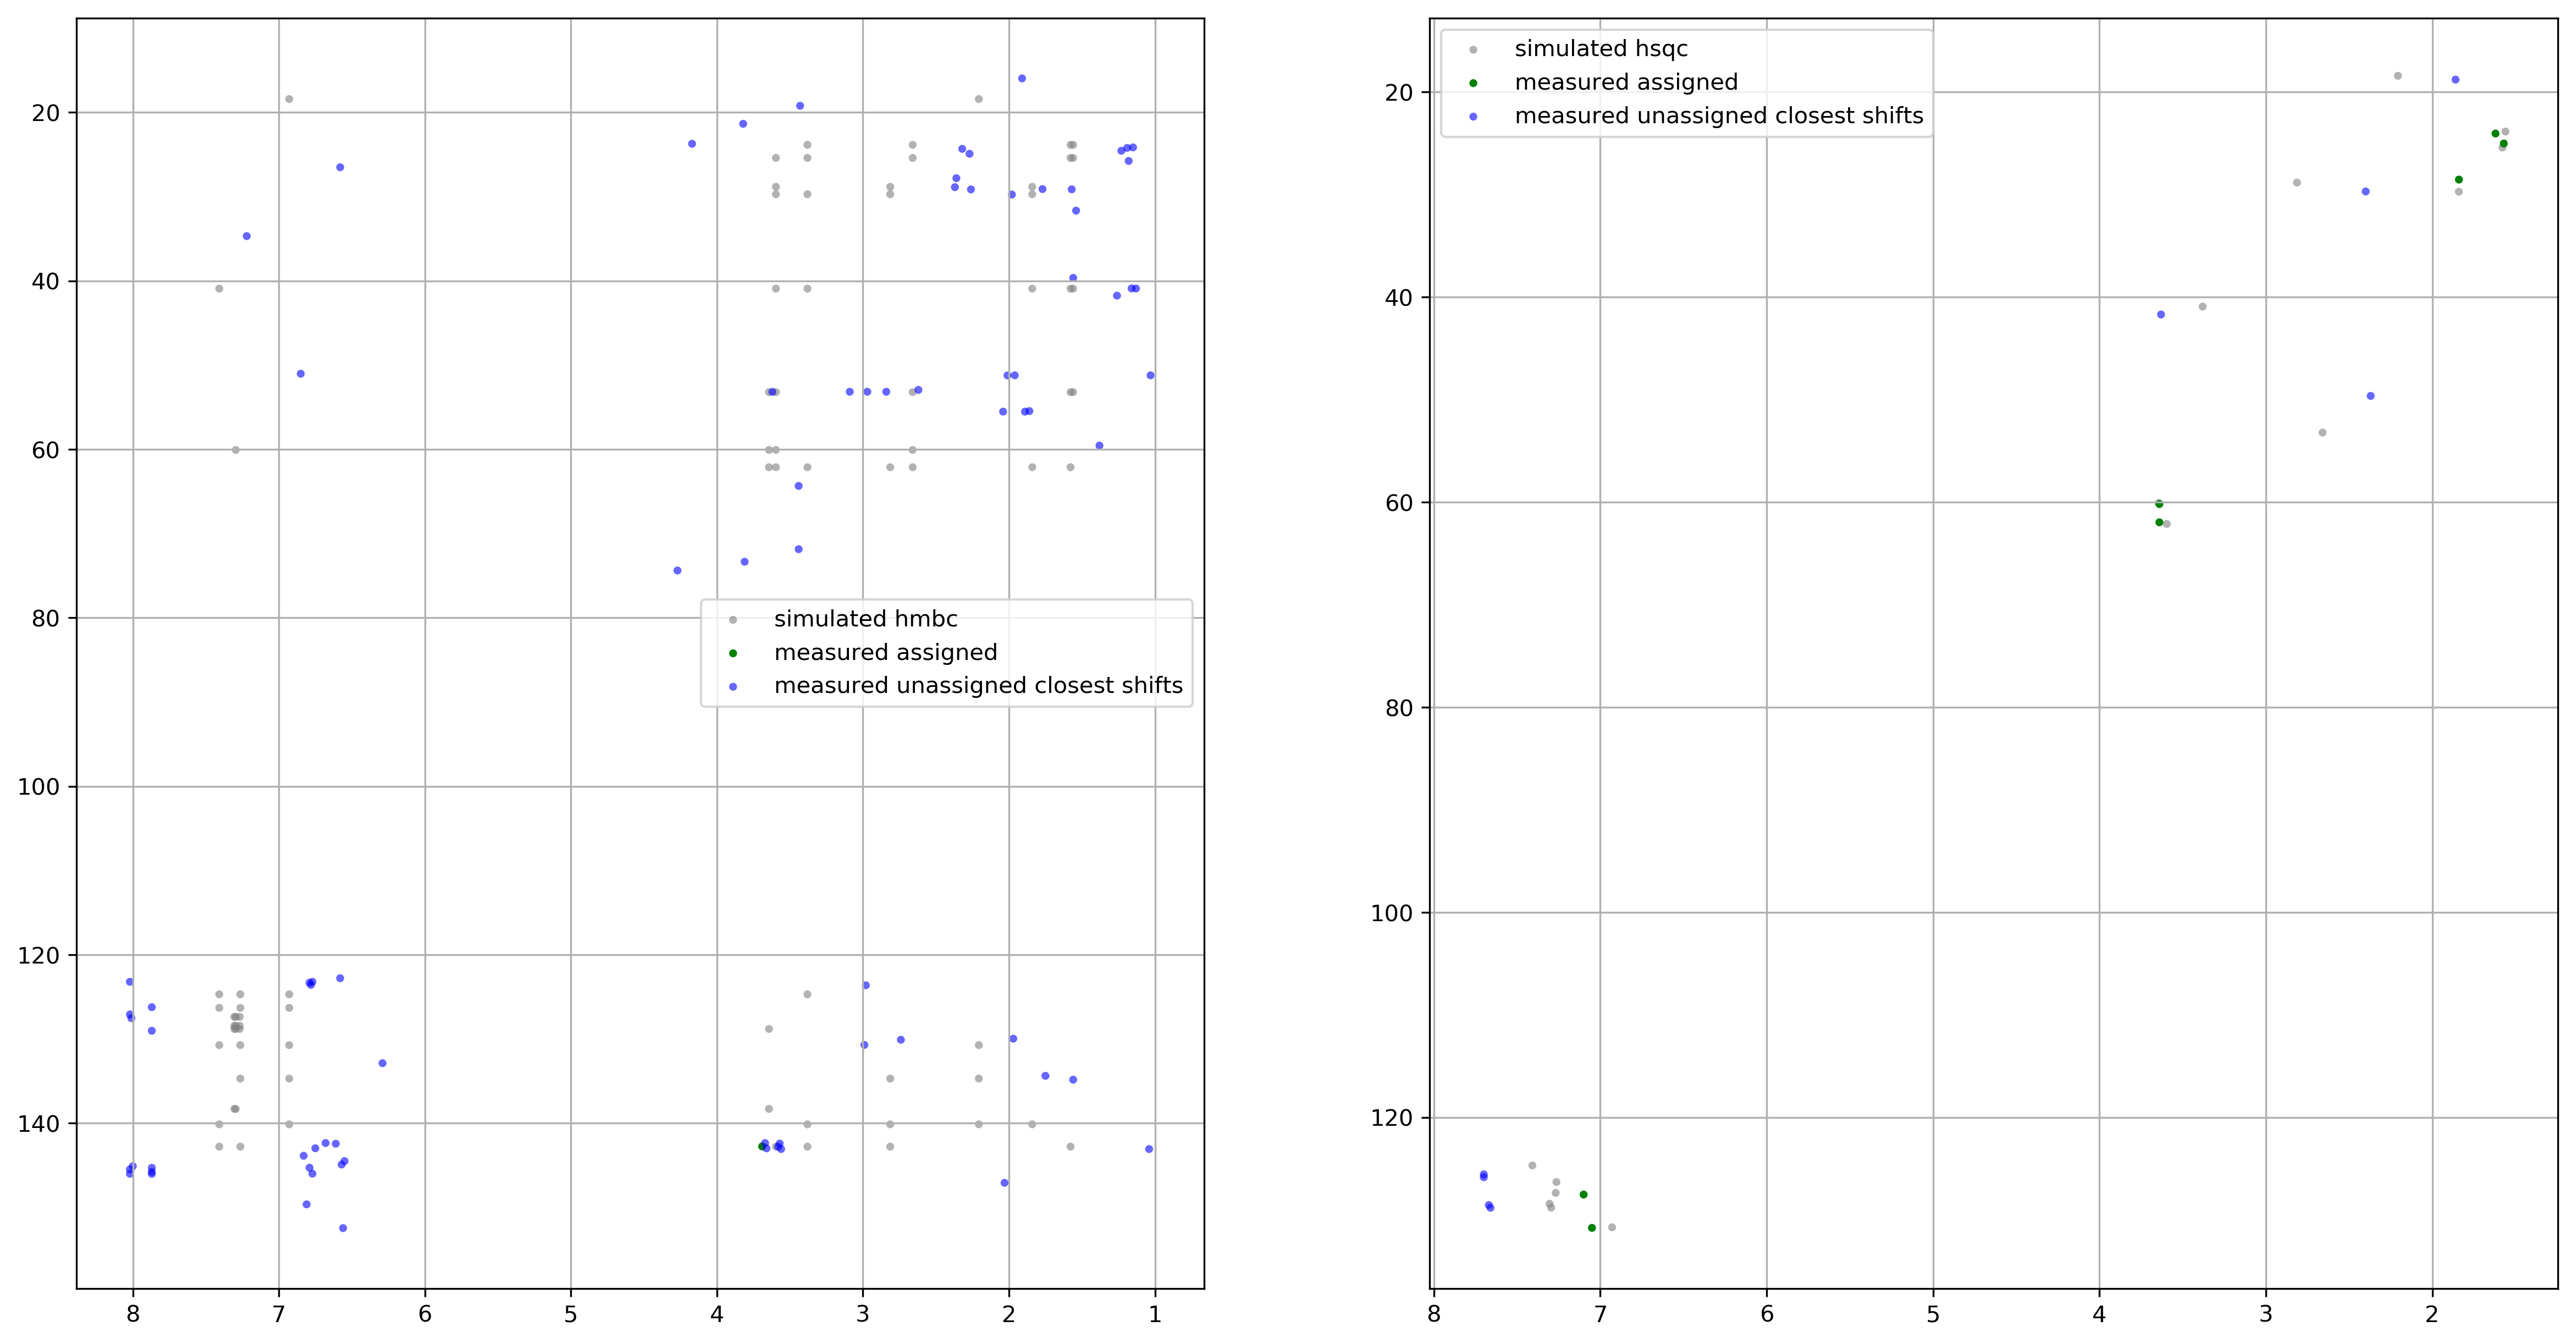 20
40
60
80
100
120
140
8 7 6 5 4 3 2 1
simulated hmbc
measured assigned
measured unassigned closest shifts
20
40
60
80
100
120
8 7 6 5 4 3 2
simulated hsqc
measured assigned
measured unassigned closest shifts